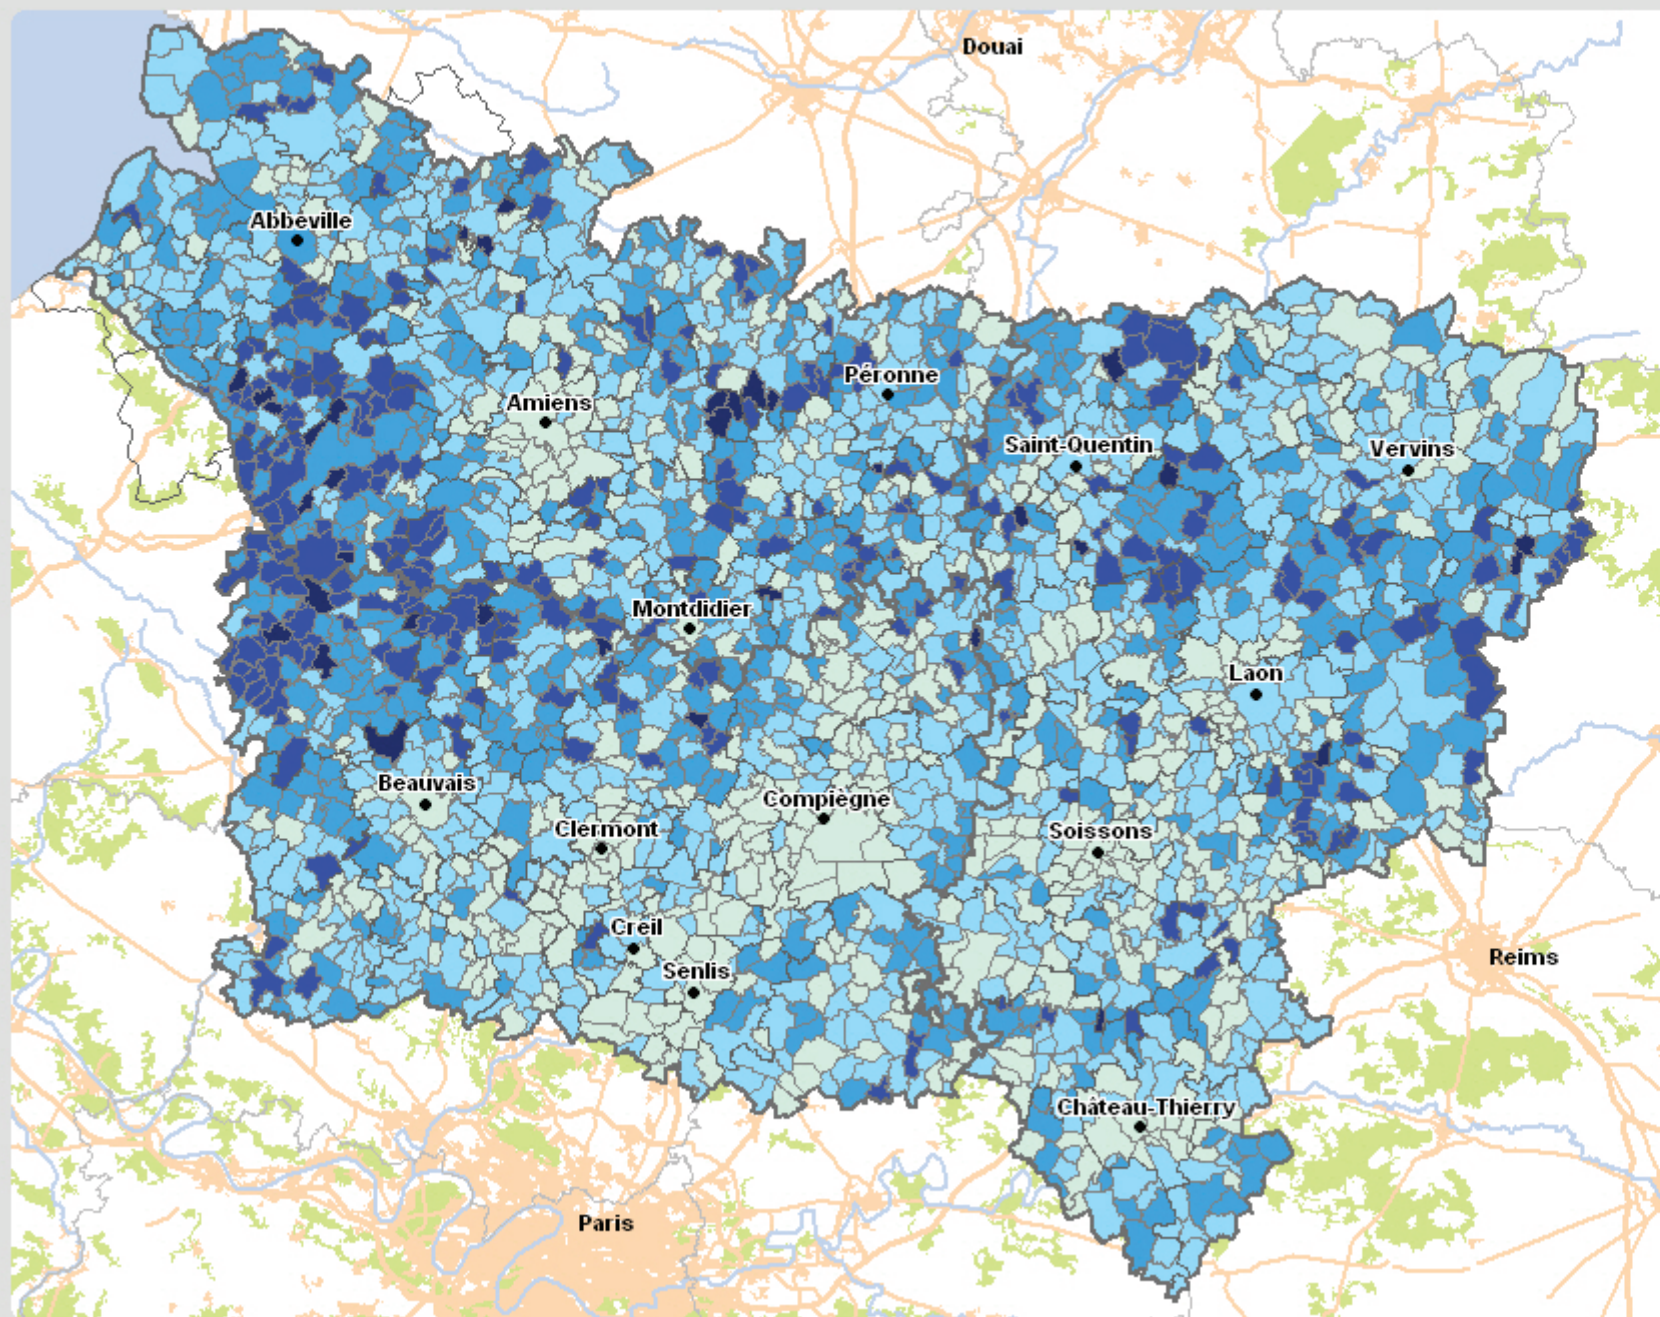 Douai
Abbeville
Péronne
Amiens
Saint-Quentin
Vervins
Montdidier
Laon
Beauvais
Compiègne
Clermont
Soissons
Creil
Reims
Senlis
Château-Thierry
Paris